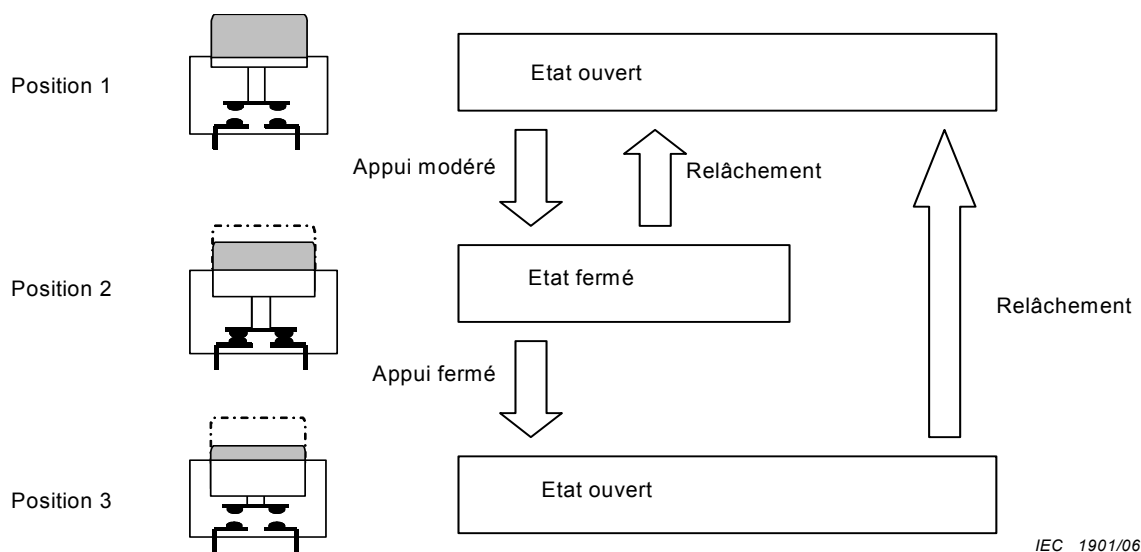 Position 1
Etat ouvert
Appui modéré
Relâchement
Position 2
Etat fermé
Relâchement
Appui fermé
Position 3
Etat ouvert
IEC 1901/06